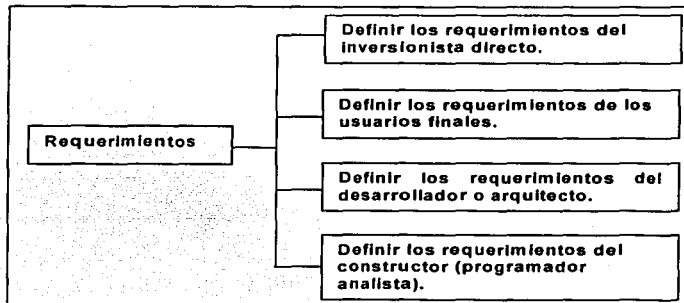 Requerimientos
Definir los requerimientos del
inversionista directo.
Definir los requerimientos de los
usuarios finales.
Definir los requerimientos del
desarrollador o arquitecto.
Definir los requerimientos del
constructor (programador
analista).